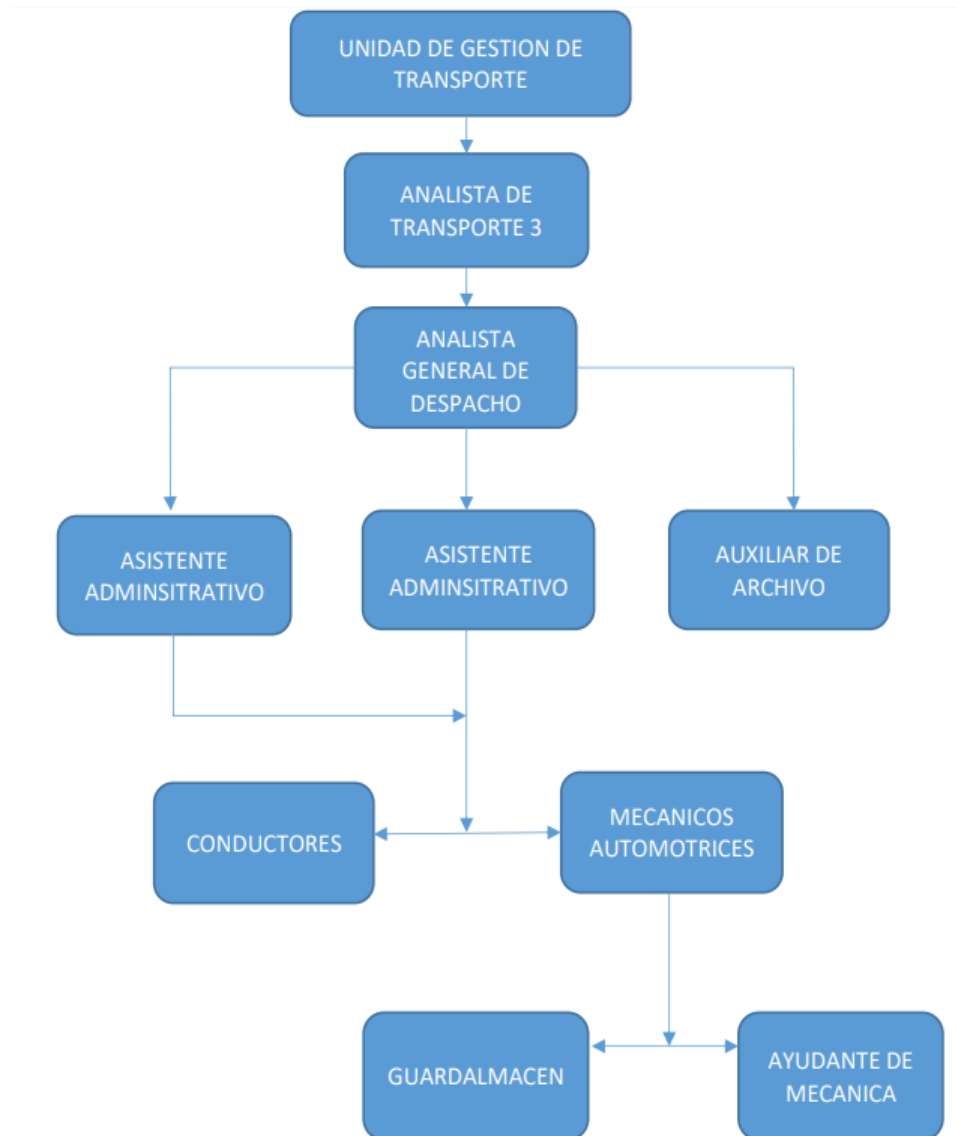 UNIDAD DE GESTION DE
TRANSPORTE
ANALISTA DE
TRANSPORTE 3
ANALISTA
GENERAL DE
DESPACHO
ASISTENTE
ADMINSITRATIVO
ASISTENTE
ADMINSITRATIVO
AUXILIAR DE
ARCHIVO
CONDUCTORES
MECANICOS
AUTOMOTRICES
GUARDALMACEN
AYUDANTE DE
MECANICA